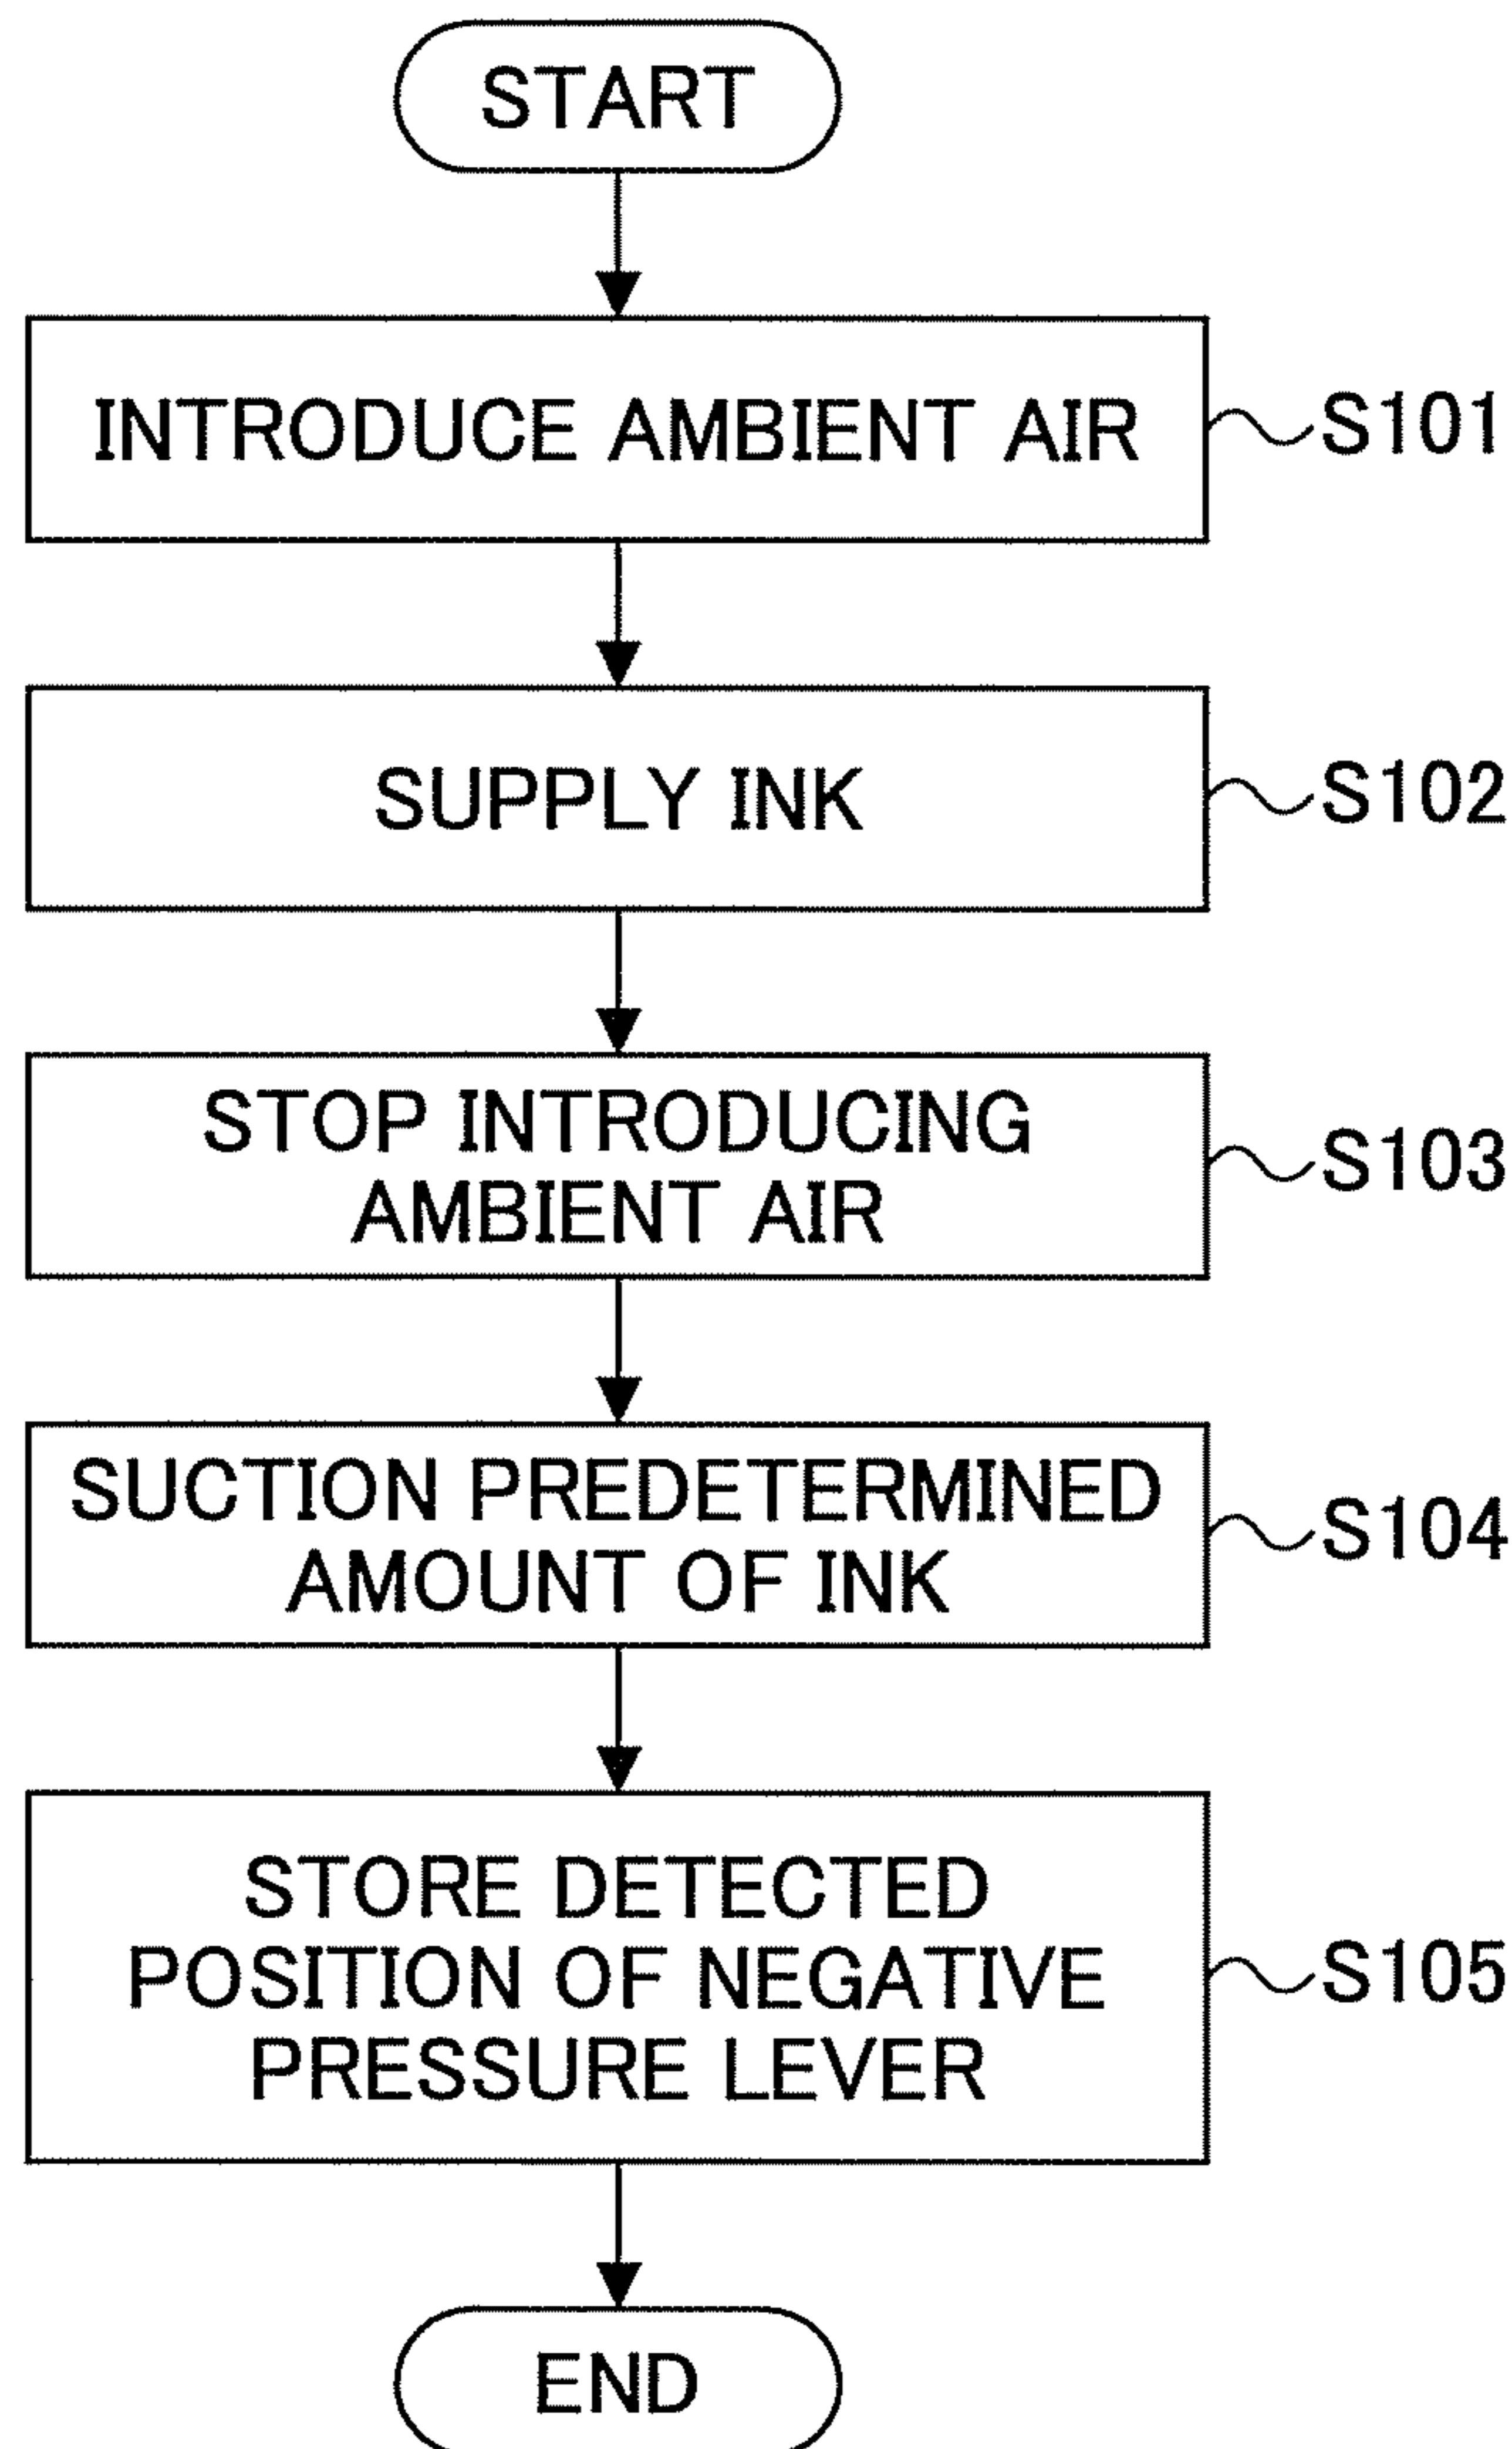 START
INTRODUCE AMBIENT AIR
S101
SUPPLY INK
S102
STOP INTRODUCING
AMBIENT AIR
S103
SUCTION PREDETERMINED
AMOUNT OF INK
S104
STORE DETECTED
POSITION OF NEGATIVE
PRESSURE LEVER
S105
END